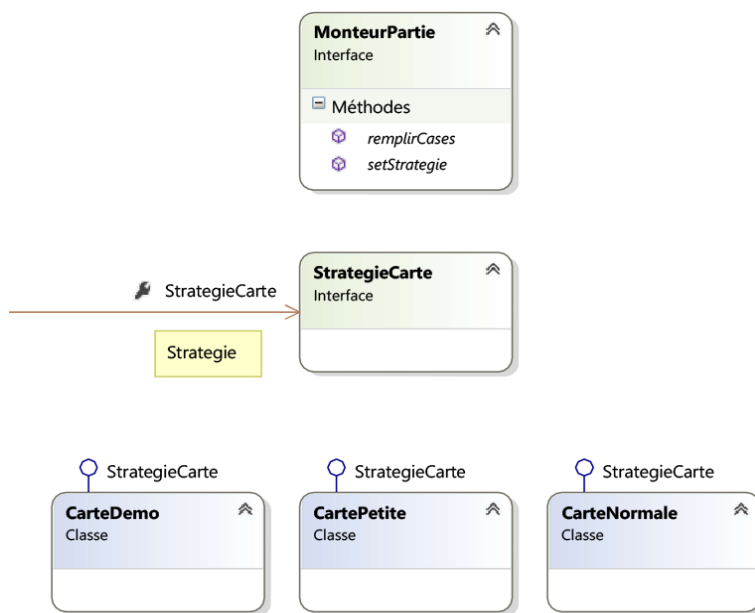 MonteurPartie
Interface
Méthodes
remplirCases
setStrategie
StrategieCarte
StrategieCarte
Interface
Strategie
StrategieCarte
StrategieCarte
StrategieCarte
CarteDemo
Classe
CartePetite
Classe
CarteNormale
Classe